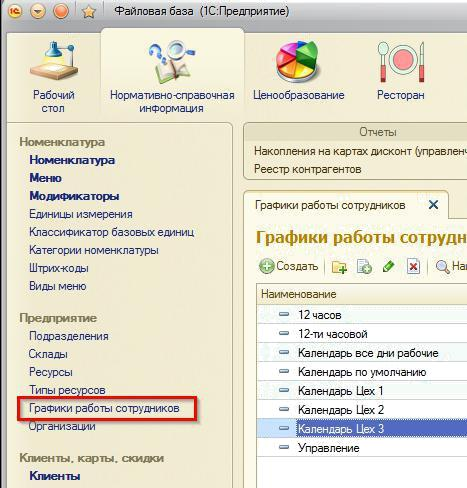 Файловая база (1С:Предприятие)
Рабочий стол
Нормативно-справочная информация
Ценообразование
Ресторан
Номенклатура
Номенклатура
Меню
Модификаторы
Единицы измерения
Классификатор базовых единиц
Категории номенклатуры
Штрих-коды
Виды меню
Предприятие
Подразделения
Склады
Ресурсы
Типы ресурсов
Графики работы сотрудников
Организации
Клиенты, карты, скидки
Клиенты
Отчеты
Накопления на картах дисконт (управленч
Реестр контрагентов
Графики работы сотрудников
Графики работы сотрудн
Создать
На
Наименование
12 часов
12-ти часовой
Календарь все дни рабочие
Календарь по умолчанию
Календарь Цех 1
Календарь Цех 2
Календарь Цех 3
Управление